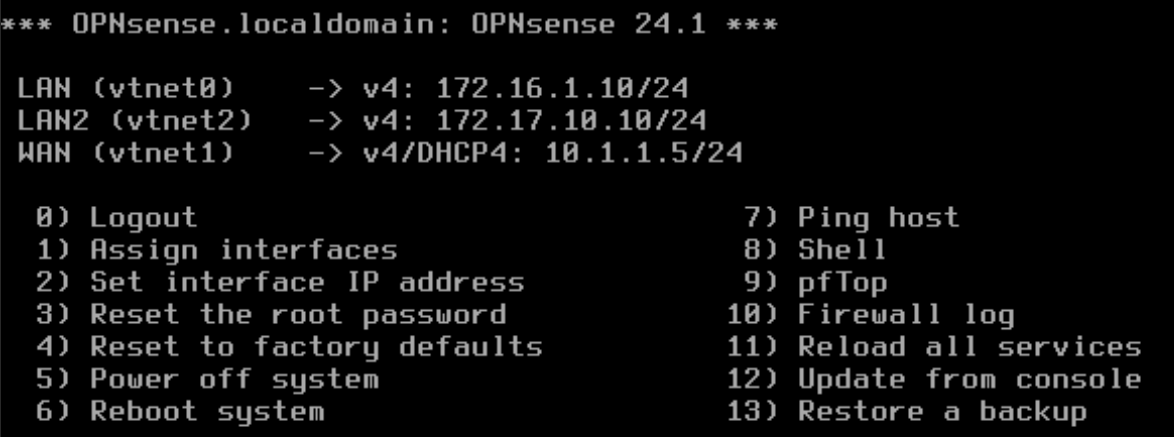 *** OPNsense.localdomain: OPNsense 24.1 ***
LAN (vtnet0) -> v4: 172.16.1.10/24
LAN2 (vtnet2) -> v4: 172.17.10.10/24
WAN (vtnet1) -> v4/DHCP4: 10.1.1.5/24
0) Logout 7) Ping host
1) Assign interfaces 8) Shell
2) Set interface IP address 9) pfTop
3) Reset the root password 10) Firewall log
4) Reset to factory defaults 11) Reload all services
5) Power off system 12) Update from console
6) Reboot system 13) Restore a backup